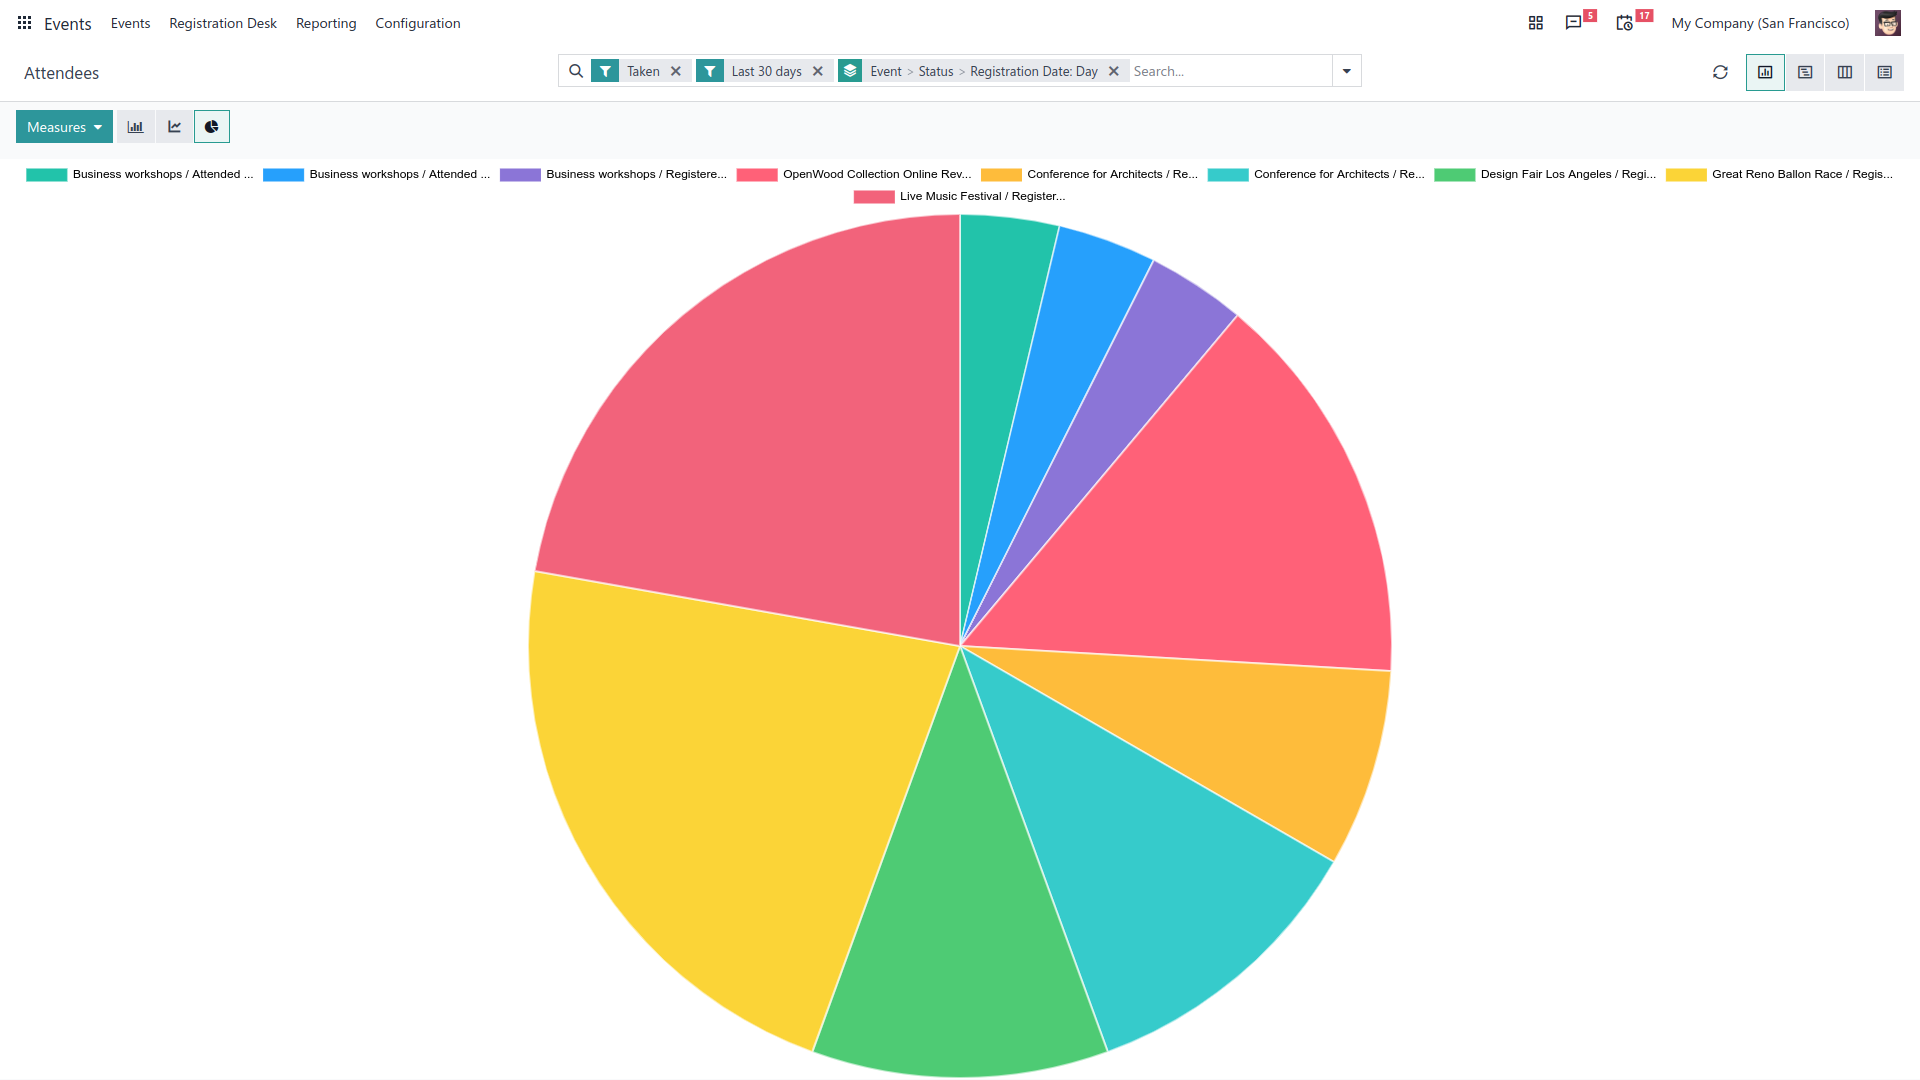 Events Events Registration Desk Reporting Configuration 5 17 My Company (San Francisco)
Attendees Taken Last 30 days Event > Status > Registration Date: Day Search...
Measures
Business workshops / Attended ... Business workshops / Attended ... Business workshops / Registere... OpenWood Collection Online Rev... Conference for Architects / Re... Conference for Architects / Re... Design Fair Los Angeles / Regi... Great Reno Ballon Race / Regis...
Live Music Festival / Register...